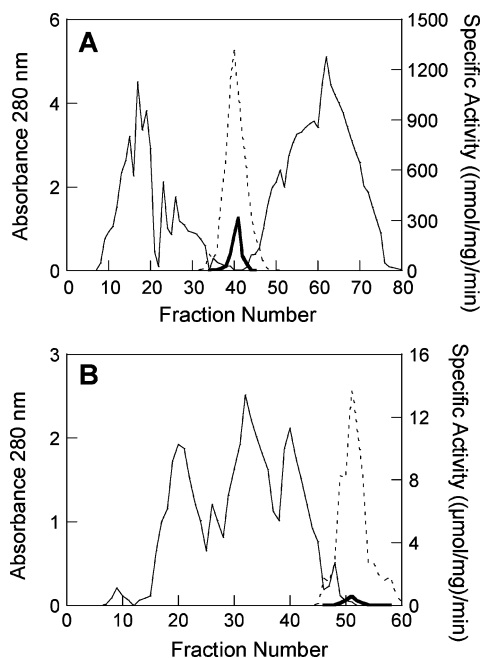 A
Absorbance 280 nm
6
4
2
0
1500
1200
900
600
300
0
Specific Activity ((nmol/mg)/min)
0 10 20 30 40 50 60 70 80
Fraction Number
B
Absorbance 280 nm
3
2
1
0
16
12
8
4
0
Specific Activity ((μmol/mg)/min)
0 10 20 30 40 50 60
Fraction Number